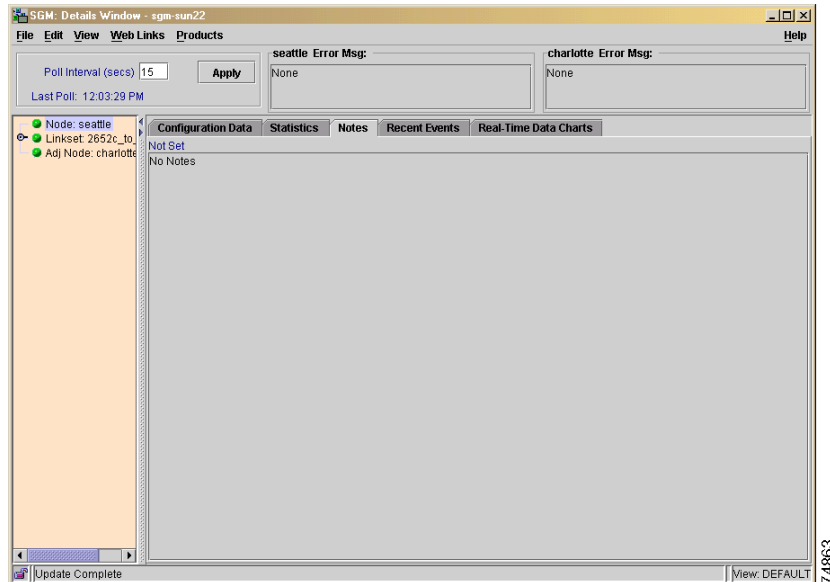 SGM: Details Window - sgm-sun22
File Edit View Web Links Products Help
Poll Interval (secs) 15 Apply
Last Poll: 12:03:29 PM
seattle Error Msg:
None
charlotte Error Msg:
None
Node: seattle
Linkset: 2652c_to_
Adj Node: charlotte
Configuration Data Statistics Notes Recent Events Real-Time Data Charts
Not Set
No Notes
Update Complete
View: DEFAULT
74863